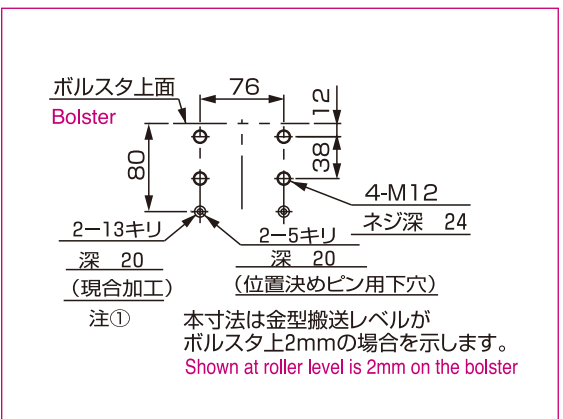 ボルスタ上面
Bolster
76
12
80
38
4-M12
ネジ深 24
2ー13キリ
深 20
(現合加工)
注①
2ー5キリ
深 20
(位置決めピン用下穴)
本寸法は金型搬送レベルが
ボルスタ上2mmの場合を示します。
Shown at roller level is 2mm on the bolster